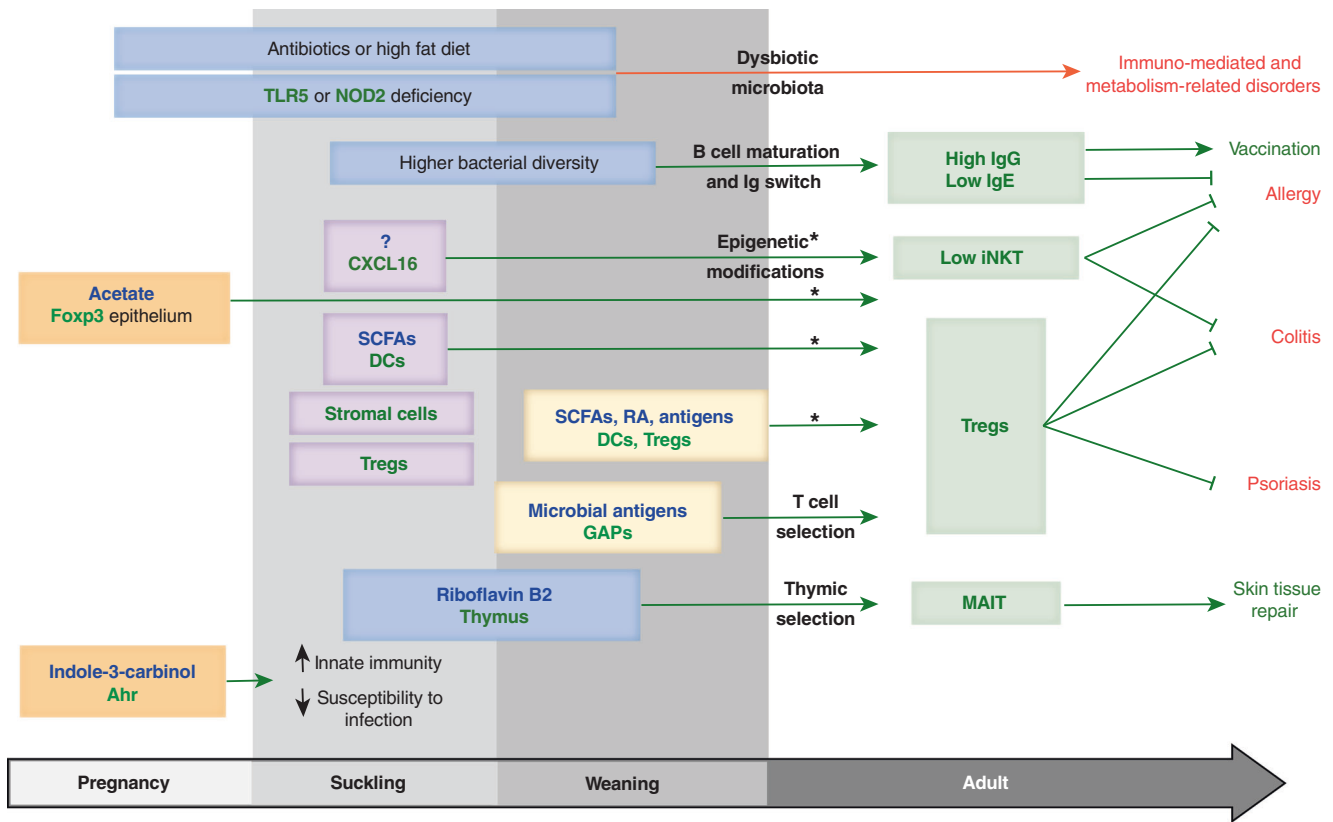 Antibiotics or high fat diet
TLR5 or NOD2 deficiency
Dysbiotic
microbiota
Immuno-mediated and
metabolism-related disorders
Higher bacterial diversity
B cell maturation
and Ig switch
High IgG
Low IgE
Vaccination
Allergy
?
CXCL16
Epigenetic*
modifications
Low iNKT
Acetate
Foxp3 epithelium
*
SCFAs
DCs
*
Colitis
Stromal cells
Tregs
SCFAs, RA, antigens
DCs, Tregs
*
Tregs
Psoriasis
Microbial antigens
GAPs
T cell
selection
Riboflavin B2
Thymus
Thymic
selection
MAIT
Skin tissue
repair
Indole-3-carbinol
Ahr
Innate immunity
Susceptibility to
infection
Pregnancy
Suckling
Weaning
Adult